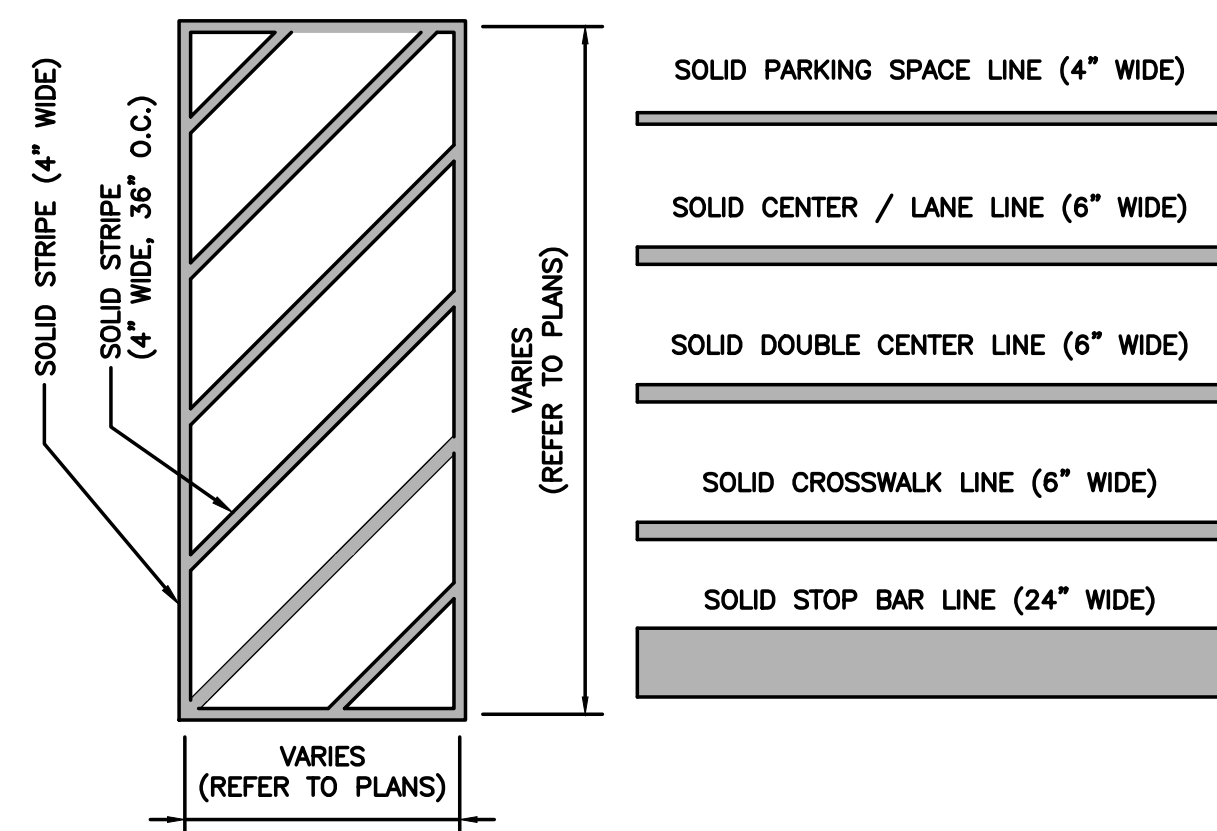 SOLID STRIPE (4” WIDE)
SOLID STRIPE
(4” WIDE, 36” O.C.)
VARIES
(REFER TO PLANS)
VARIES
(REFER TO PLANS)
SOLID PARKING SPACE LINE (4” WIDE)
SOLID CENTER / LANE LINE (6” WIDE)
SOLID DOUBLE CENTER LINE (6” WIDE)
SOLID CROSSWALK LINE (6” WIDE)
SOLID STOP BAR LINE (24” WIDE)